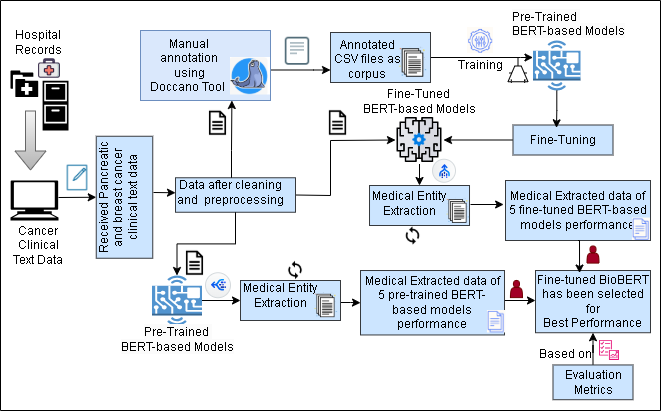 Hospital
Records
Cancer
Clinical
Text Data
Received Pancreatic
and breast cancer
clinical text data
Data after cleaning
and preprocessing
Manual
annotation
using
Doccano Tool
Annotated
CSV files as
corpus
Training
Pre-Trained
BERT-based Models
Fine-Tuning
Fine-Tuned
BERT-based Models
Medical Entity
Extraction
Medical Extracted data of
5 fine-tuned BERT-based
models performance
Pre-Trained
BERT-based Models
Medical Entity
Extraction
Medical Extracted data of
5 pre-trained BERT-
based models
performance
Fine-tuned BioBERT
has been selected
for
Best Performance
Based on
Evaluation
Metrics